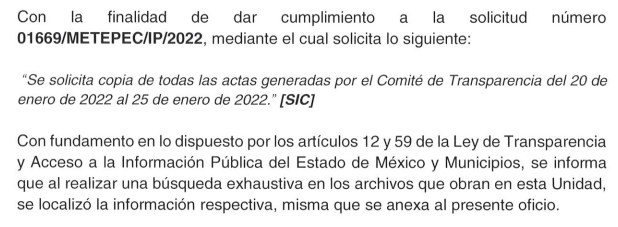 Con la finalidad de dar cumplimiento a la solicitud número
01669/METEPEC/IP/2022, mediante el cual solicita lo siguiente:
“Se solicita copia de todas las actas generadas por el Comité de Transparencia del 20 de
enero de 2022 al 25 de enero de 2022.” [SIC]
Con fundamento en lo dispuesto por los artículos 12 y 59 de la Ley de Transparencia
y Acceso a la Información Pública del Estado de México y Municipios, se informa
que al realizar una búsqueda exhaustiva en los archivos que obran en esta Unidad,
se localizó la información respectiva, misma que se anexa al presente oficio.